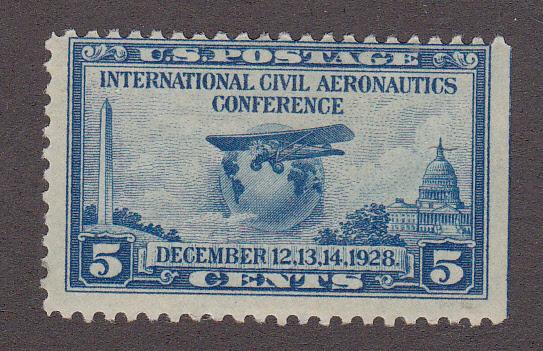 U.S. POSTAGE
INTERNATIONAL CIVIL AERONAUTICS
CONFERENCE
5 DECEMBER 12,13,14,1928 5
CENTS